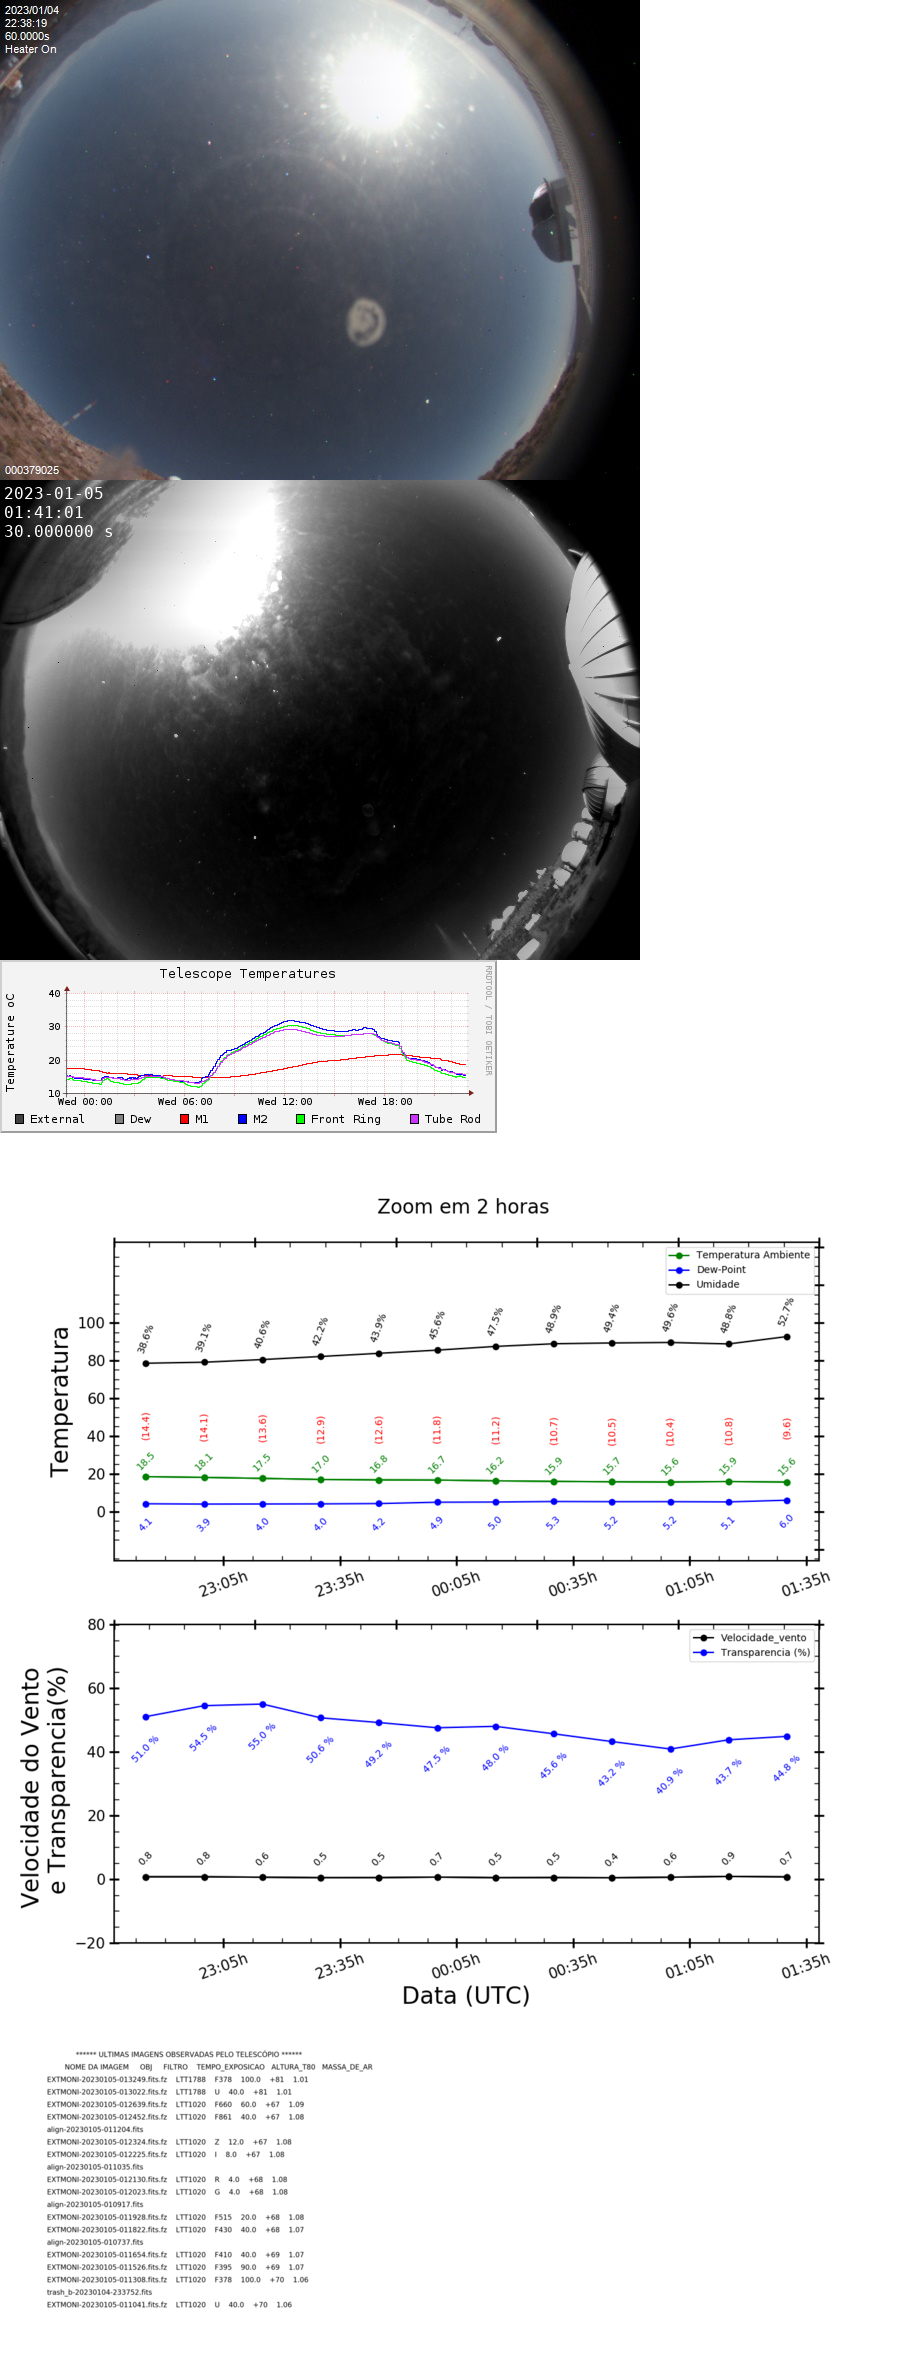 2023/01/04
22:38:19
60.0000s
Heater On
000379025
2023-01-05
01:41:01
30.000000 s
Telescope Temperatures
RRDTOOL / TOBI OETIKER
Temperature oC
40
30
20
10
Wed 00:00 Wed 06:00 Wed 12:00 Wed 18:00
External Dew M1 M2 Front Ring Tube Rod
Zoom em 2 horas
Temperatura Ambiente
Dew-Point
Umidade
Temperatura
100
80
60
40
20
0
38.6% 39.1% 40.6% 42.2% 43.9% 45.6% 47.5% 48.9% 49.4% 49.6% 48.8% 52.7%
(14.4) (14.1) (13.6) (12.9) (12.6) (11.8) (11.2) (10.7) (10.5) (10.4) (10.8) (9.6)
18.5 18.1 17.5 17.0 16.8 16.7 16.2 15.9 15.7 15.6 15.9 15.6
4.1 3.9 4.0 4.0 4.2 4.9 5.0 5.3 5.2 5.2 5.1 6.0
23:05h 23:35h 00:05h 00:35h 01:05h 01:35h
Velocidade_vento
Transparencia (%)
Velocidade do Vento
e Transparencia(%)
80
60
40
20
0
−20
51.0 % 54.5 % 55.0 % 50.6 % 49.2 % 47.5 % 48.0 % 45.6 % 43.2 % 40.9 % 43.7 % 44.8 %
0.8 0.8 0.6 0.5 0.5 0.7 0.5 0.5 0.4 0.6 0.9 0.7
23:05h 23:35h 00:05h 00:35h 01:05h 01:35h
Data (UTC)
****** ULTIMAS IMAGENS OBSERVADAS PELO TELESCÓPIO ******
NOME DA IMAGEM OBJ FILTRO TEMPO_EXPOSICAO ALTURA_T80 MASSA_DE_AR
EXTMONI-20230105-013249.fits.fz LTT1788 F378 100.0 +81 1.01
EXTMONI-20230105-013022.fits.fz LTT1788 U 40.0 +81 1.01
EXTMONI-20230105-012639.fits.fz LTT1020 F660 60.0 +67 1.09
EXTMONI-20230105-012452.fits.fz LTT1020 F861 40.0 +67 1.08
align-20230105-011204.fits
EXTMONI-20230105-012324.fits.fz LTT1020 Z 12.0 +67 1.08
EXTMONI-20230105-012225.fits.fz LTT1020 I 8.0 +67 1.08
align-20230105-011035.fits
EXTMONI-20230105-012130.fits.fz LTT1020 R 4.0 +68 1.08
EXTMONI-20230105-012023.fits.fz LTT1020 G 4.0 +68 1.08
align-20230105-010917.fits
EXTMONI-20230105-011928.fits.fz LTT1020 F515 20.0 +68 1.08
EXTMONI-20230105-011822.fits.fz LTT1020 F430 40.0 +68 1.07
align-20230105-010737.fits
EXTMONI-20230105-011654.fits.fz LTT1020 F410 40.0 +69 1.07
EXTMONI-20230105-011526.fits.fz LTT1020 F395 90.0 +69 1.07
EXTMONI-20230105-011308.fits.fz LTT1020 F378 100.0 +70 1.06
trash_b-20230104-233752.fits
EXTMONI-20230105-011041.fits.fz LTT1020 U 40.0 +70 1.06